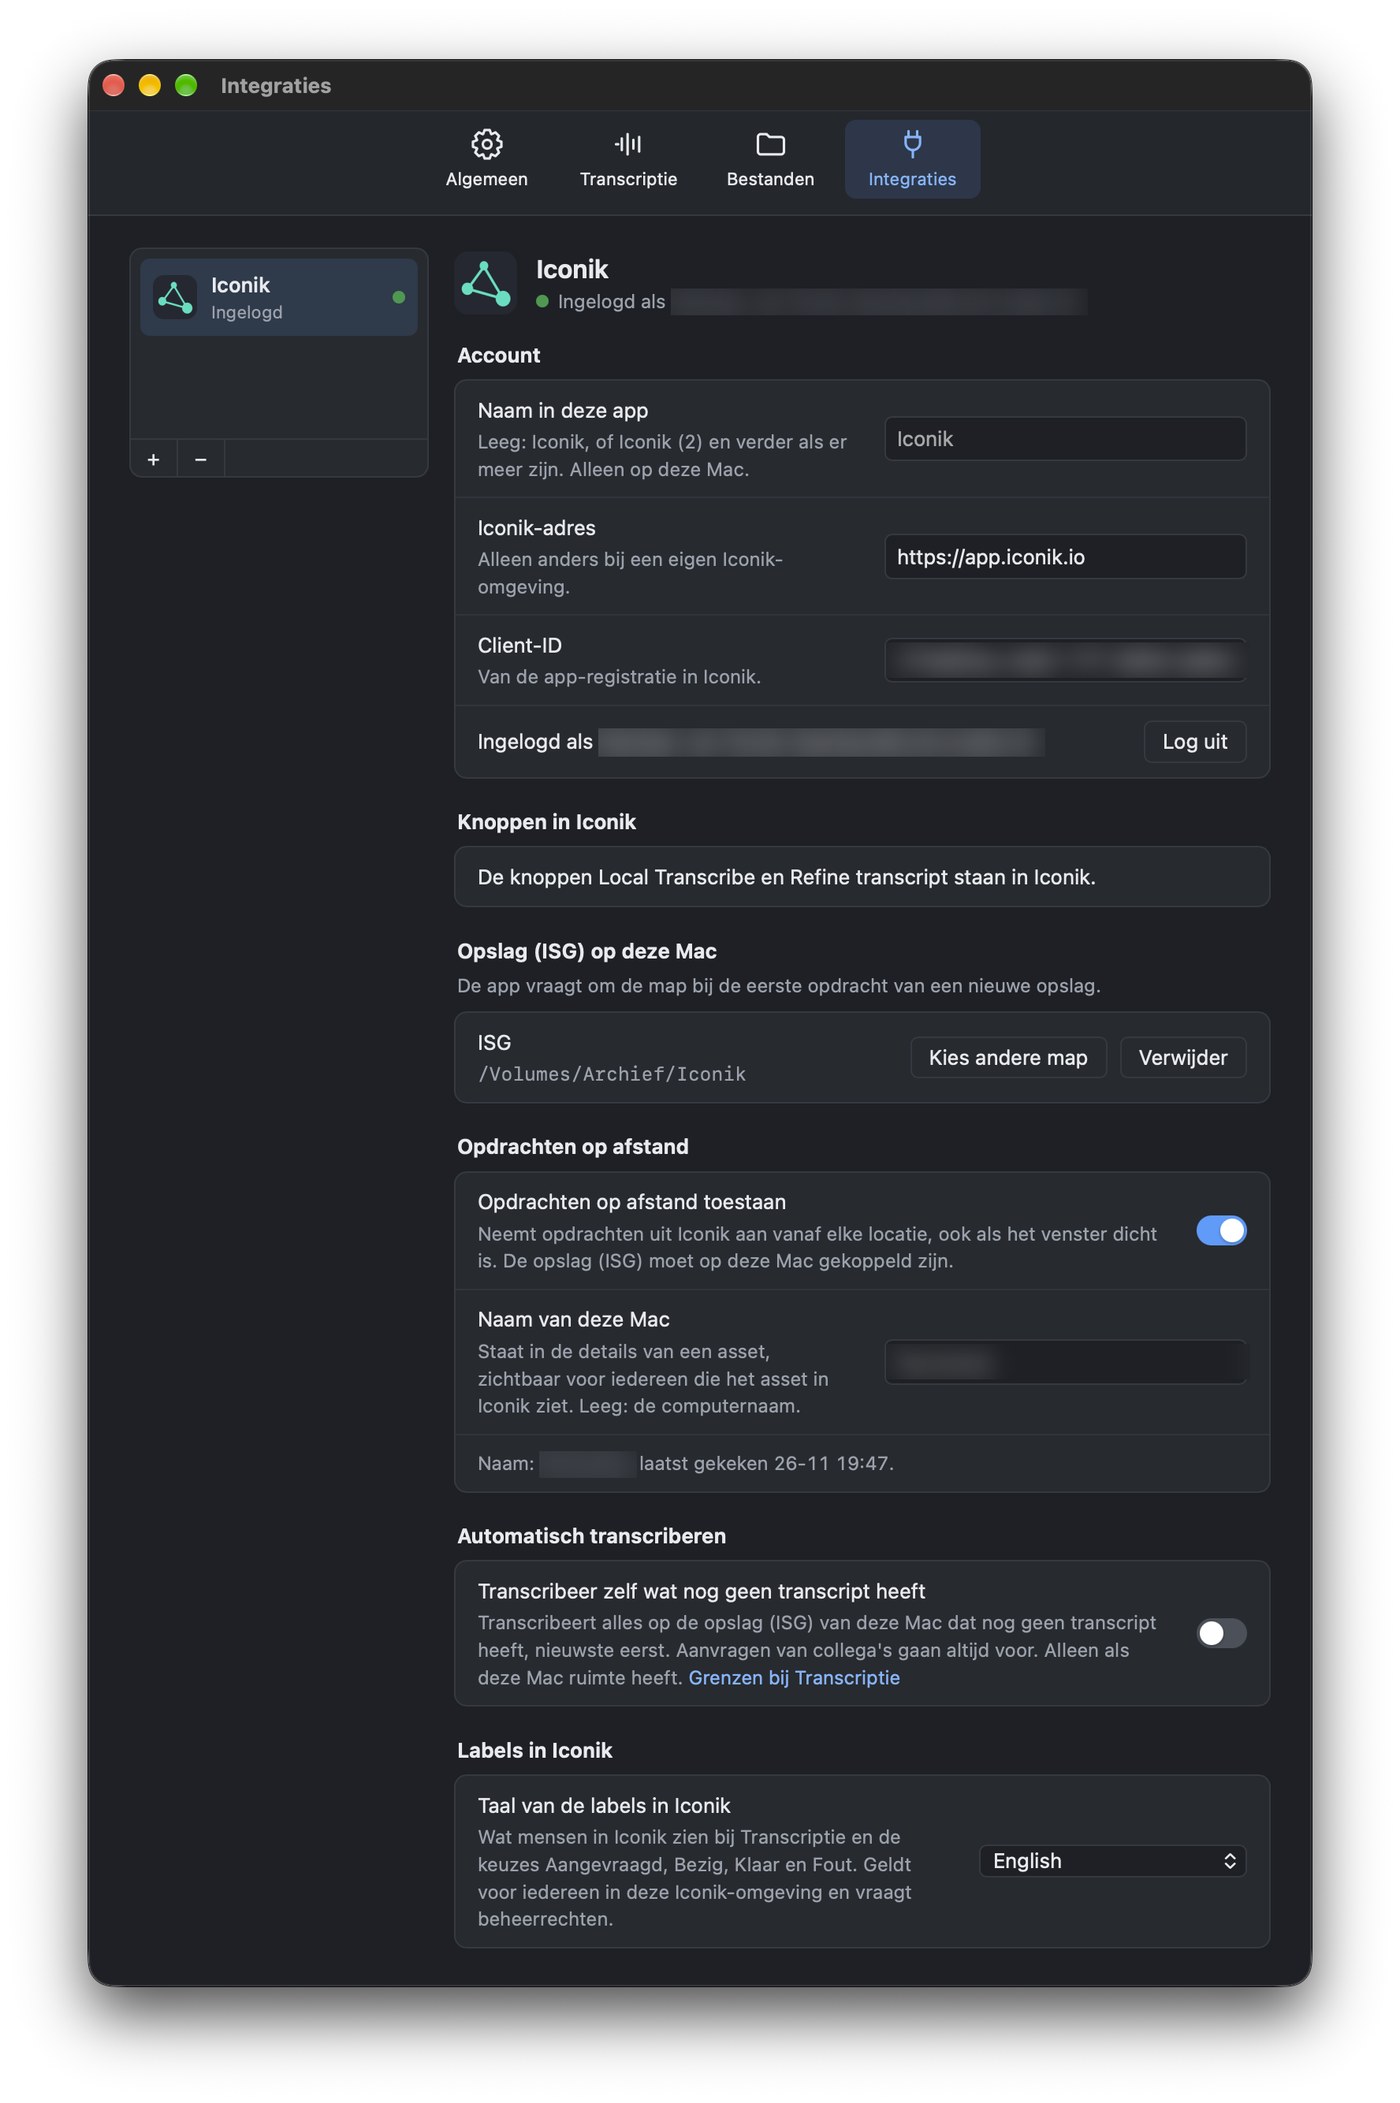 Integraties
Algemeen
Transcriptie
Bestanden
Integraties
Iconik
Ingelogd
+
−
Iconik
Ingelogd als
Account
Naam in deze app
Leeg: Iconik, of Iconik (2) en verder als er
meer zijn. Alleen op deze Mac.
Iconik
Iconik-adres
Alleen anders bij een eigen Iconik-
omgeving.
https://app.iconik.io
Client-ID
Van de app-registratie in Iconik.
Ingelogd als
Log uit
Knoppen in Iconik
De knoppen Local Transcribe en Refine transcript staan in Iconik.
Opslag (ISG) op deze Mac
De app vraagt om de map bij de eerste opdracht van een nieuwe opslag.
ISG
/Volumes/Archief/Iconik
Kies andere map
Verwijder
Opdrachten op afstand
Opdrachten op afstand toestaan
Neemt opdrachten uit Iconik aan vanaf elke locatie, ook als het venster dicht
is. De opslag (ISG) moet op deze Mac gekoppeld zijn.
Naam van deze Mac
Staat in de details van een asset,
zichtbaar voor iedereen die het asset in
Iconik ziet. Leeg: de computernaam.
Naam: laatst gekeken 26-11 19:47.
Automatisch transcriberen
Transcribeer zelf wat nog geen transcript heeft
Transcribeert alles op de opslag (ISG) van deze Mac dat nog geen transcript
heeft, nieuwste eerst. Aanvragen van collega's gaan altijd voor. Alleen als
deze Mac ruimte heeft. Grenzen bij Transcriptie
Labels in Iconik
Taal van de labels in Iconik
Wat mensen in Iconik zien bij Transcriptie en de
keuzes Aangevraagd, Bezig, Klaar en Fout. Geldt
voor iedereen in deze Iconik-omgeving en vraagt
beheerrechten.
English